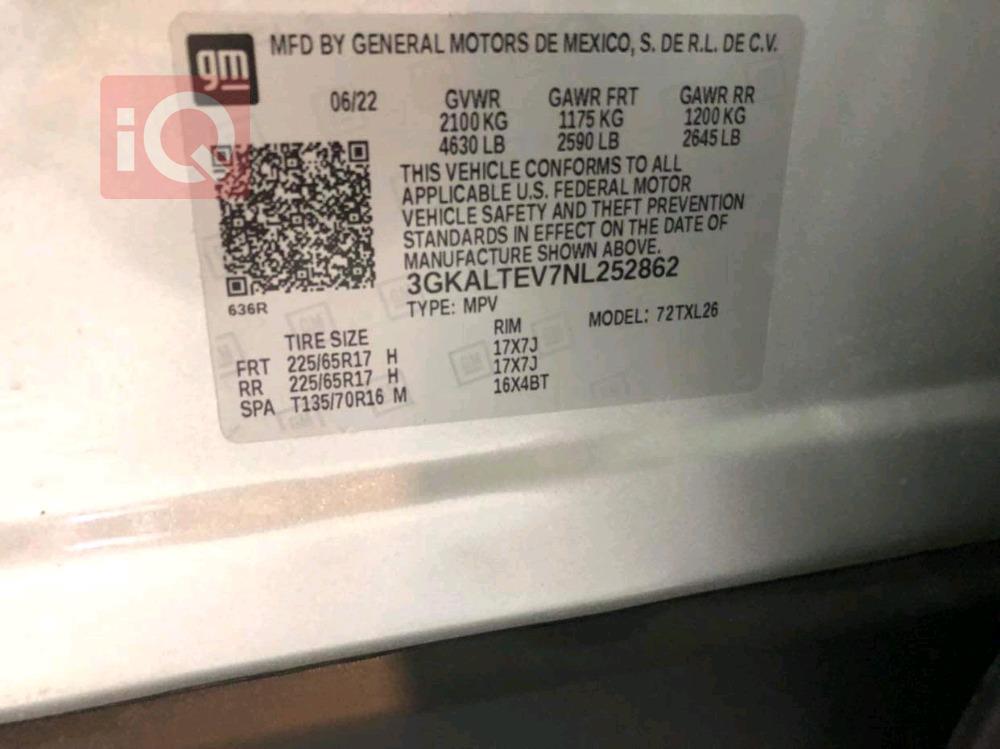 gm
MFD BY GENERAL MOTORS DE MEXICO, S. DE R.L. DE C.V.
iQ
06/22 GVWR GAWR FRT GAWR RR
2100 KG 1175 KG 1200 KG
4630 LB 2590 LB 2645 LB
THIS VEHICLE CONFORMS TO ALL
APPLICABLE U.S. FEDERAL MOTOR
VEHICLE SAFETY AND THEFT PREVENTION
STANDARDS IN EFFECT ON THE DATE OF
MANUFACTURE SHOWN ABOVE.
3GKALTEV7NL252862
636R TYPE: MPV MODEL: 72TXL26
TIRE SIZE RIM
FRT 225/65R17 H 17X7J
RR 225/65R17 H 17X7J
SPA T135/70R16 M 16X4BT